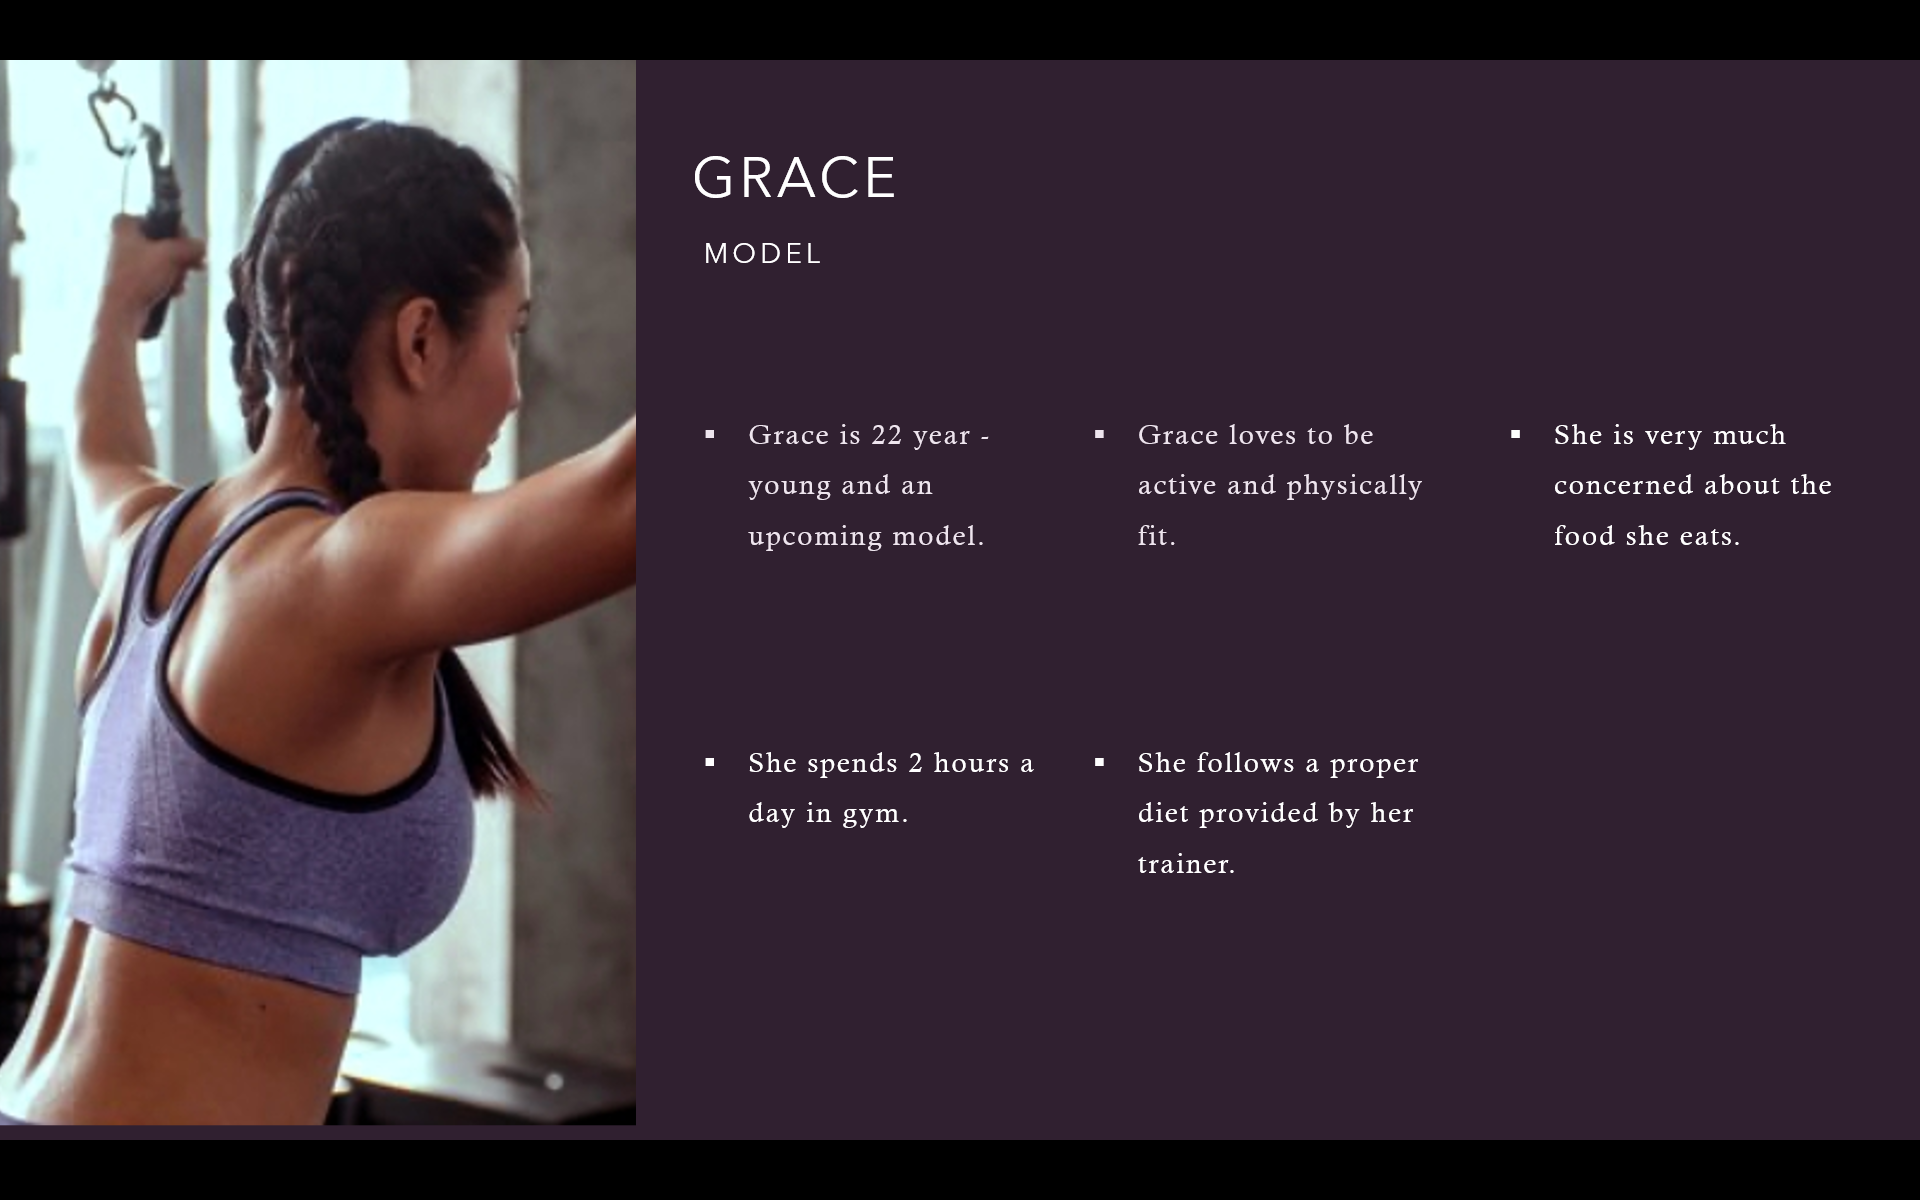 GRACE
MODEL
▪ Grace is 22 year -
young and an
upcoming model.
▪ Grace loves to be
active and physically
fit.
▪ She is very much
concerned about the
food she eats.
▪ She spends 2 hours a
day in gym.
▪ She follows a proper
diet provided by her
trainer.